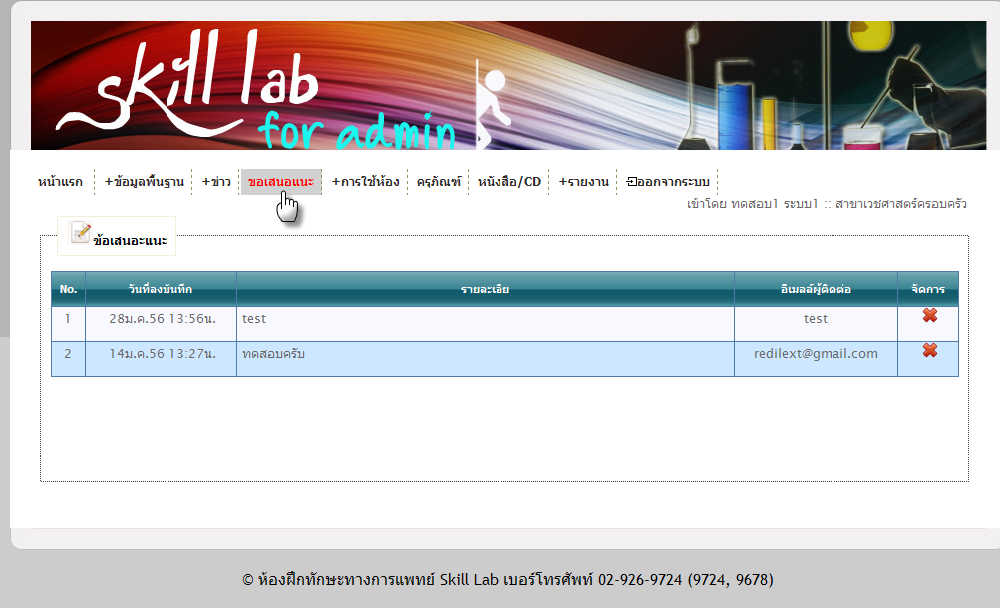 skill lab
for admin
หน้าแรก +ข้อมูลพื้นฐาน +ข่าว ขอเสนอแนะ +การใช้ห้อง ครุภัณฑ์ หนังสือ/CD +รายงาน ออกจากระบบ
เข้าโดย ทดสอบ1 ระบบ1 :: สาขาเวชศาสตร์ครอบครัว
ข้อเสนอะแนะ
No. วันที่ลงบันทึก รายละเอีย อีเมลล์ผู้ติดต่อ จัดการ
1 28ม.ค.56 13:56น. test test
2 14ม.ค.56 13:27น. ทดสอบครับ redilext@gmail.com
© ห้องฝึกทักษะทางการแพทย์ Skill Lab เบอร์โทรศัพท์ 02-926-9724 (9724, 9678)